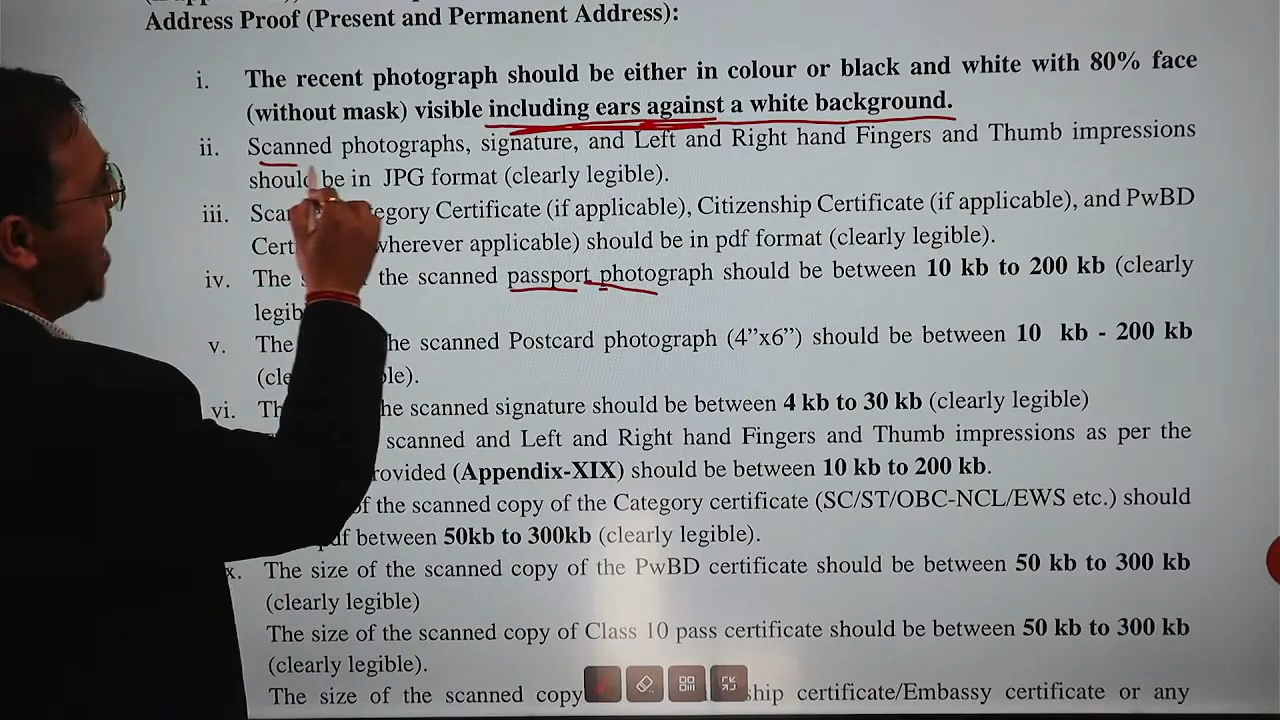 Address Proof (Present and Permanent Address):
i. The recent photograph should be either in colour or black and white with 80% face
(without mask) visible including ears against a white background.
ii. Scanned photographs, signature, and Left and Right hand Fingers and Thumb impressions
should be in JPG format (clearly legible).
iii. Category Certificate (if applicable), Citizenship Certificate (if applicable), and PwBD
wherever applicable) should be in pdf format (clearly legible).
iv. The the scanned passport photograph should be between 10 kb to 200 kb (clearly
v. The the scanned Postcard photograph (4”x6”) should be between 10 kb - 200 kb
vi. the scanned signature should be between 4 kb to 30 kb (clearly legible)
scanned and Left and Right hand Fingers and Thumb impressions as per the
provided (Appendix-XIX) should be between 10 kb to 200 kb.
of the scanned copy of the Category certificate (SC/ST/OBC-NCL/EWS etc.) should
pdf between 50kb to 300kb (clearly legible).
x. The size of the scanned copy of the PwBD certificate should be between 50 kb to 300 kb
(clearly legible)
The size of the scanned copy of Class 10 pass certificate should be between 50 kb to 300 kb
(clearly legible).
The size of the scanned copy certificate/Embassy certificate or any